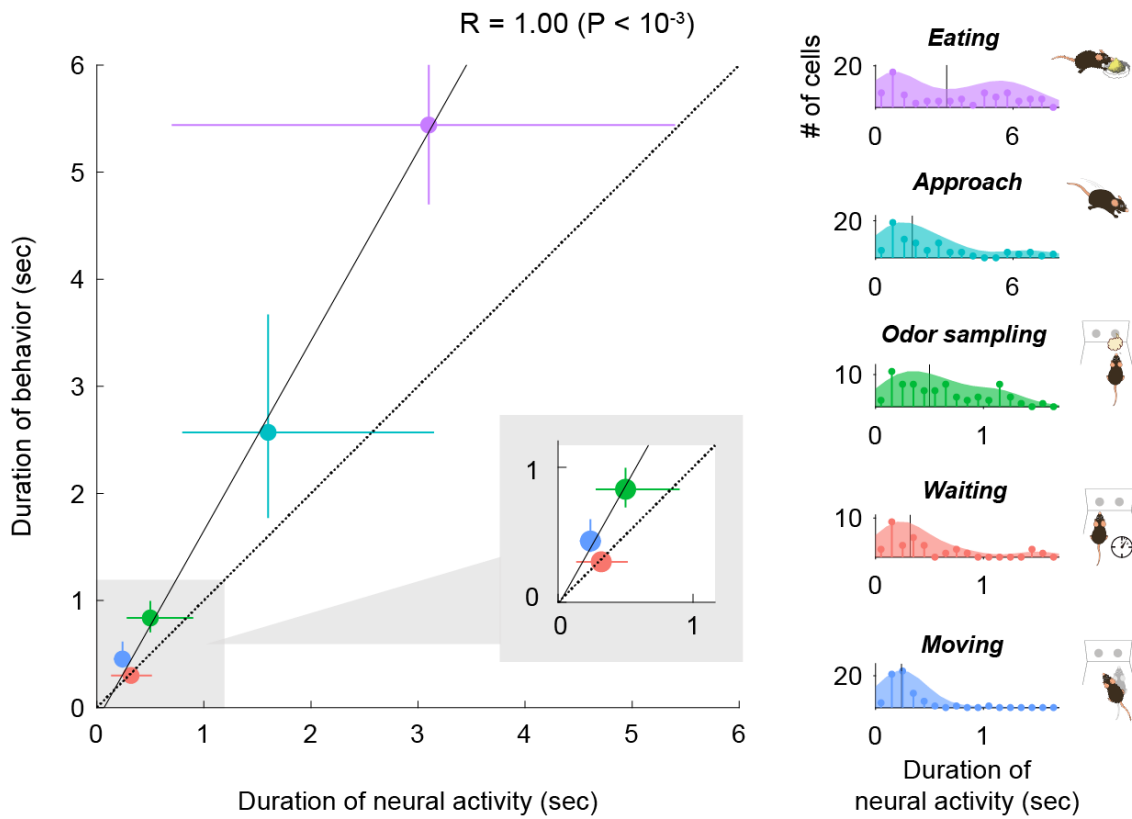 R = 1.00 (P < 10⁻³)
Duration of behavior (sec)
6
5
4
3
2
1
0
0 1 2 3 4 5 6
Duration of neural activity (sec)
1
0
0 1
# of cells
Eating
20
0 6
Approach
20
0 6
Odor sampling
10
0 1
Waiting
10
0 1
Moving
20
0 1
Duration of
neural activity (sec)